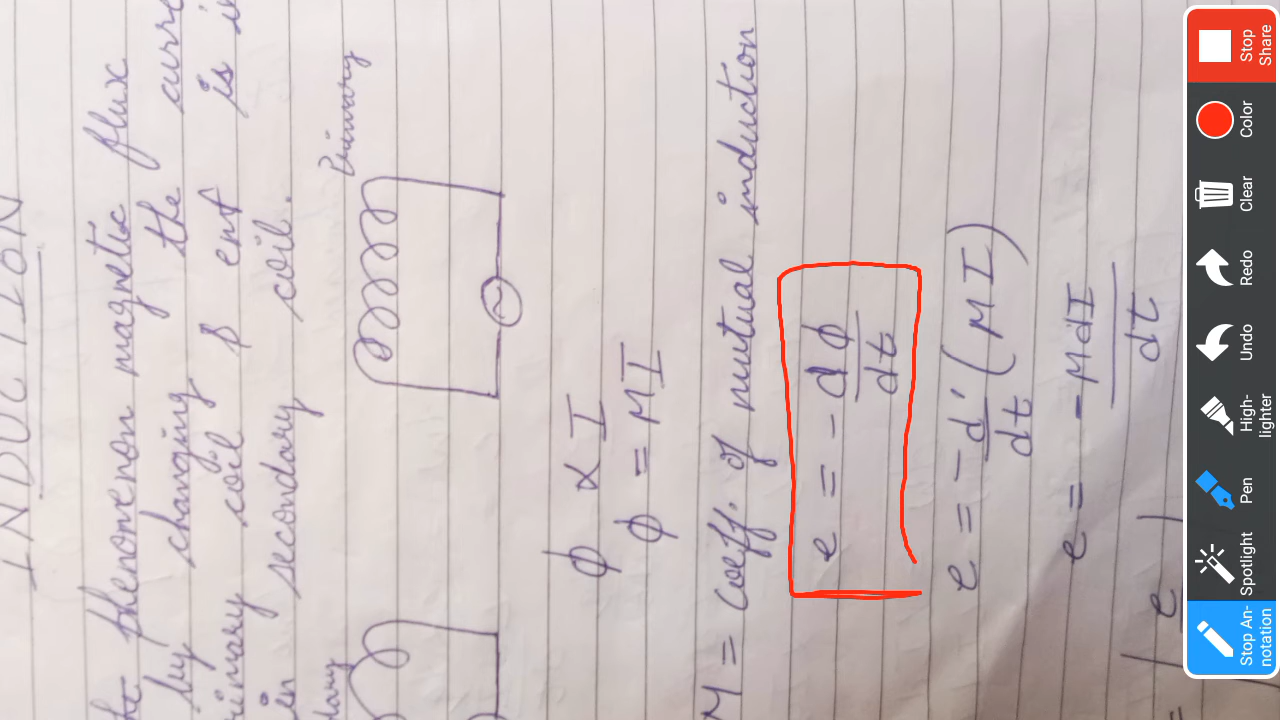 INDUCTION
phenomenon magnetic flux
by changing the
coil & emf is
in secondary coil.
Primary
ϕ ∝ I
ϕ = MI
M = Coeff. of mutual induction
e = - dϕ/dt
e = - d/dt (MI)
e = - MdI/dt
e
Stop Share
Color
Clear
Redo
Undo
High-lighter
Pen
Spotlight
Stop An-notation